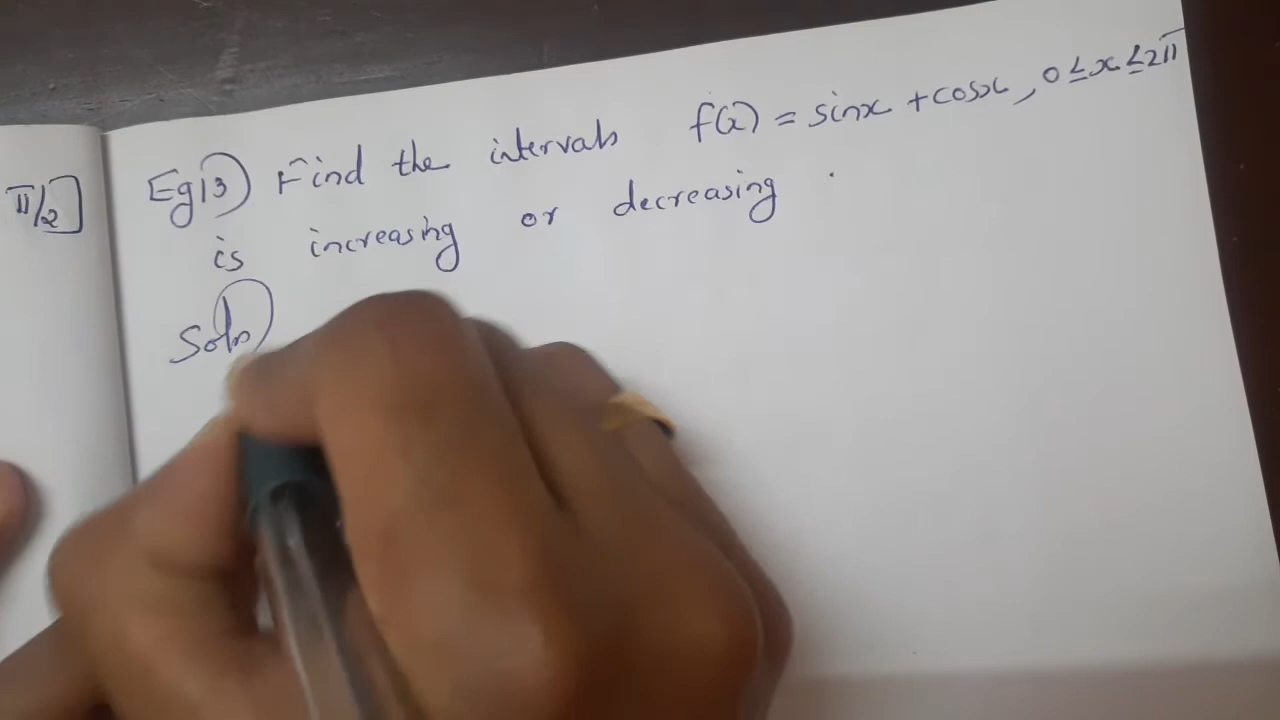 π/2]
Eg13) Find the intervals f(x) = sinx + cosx, 0 ≤ x ≤ 2π
is increasing or decreasing.
Soln)